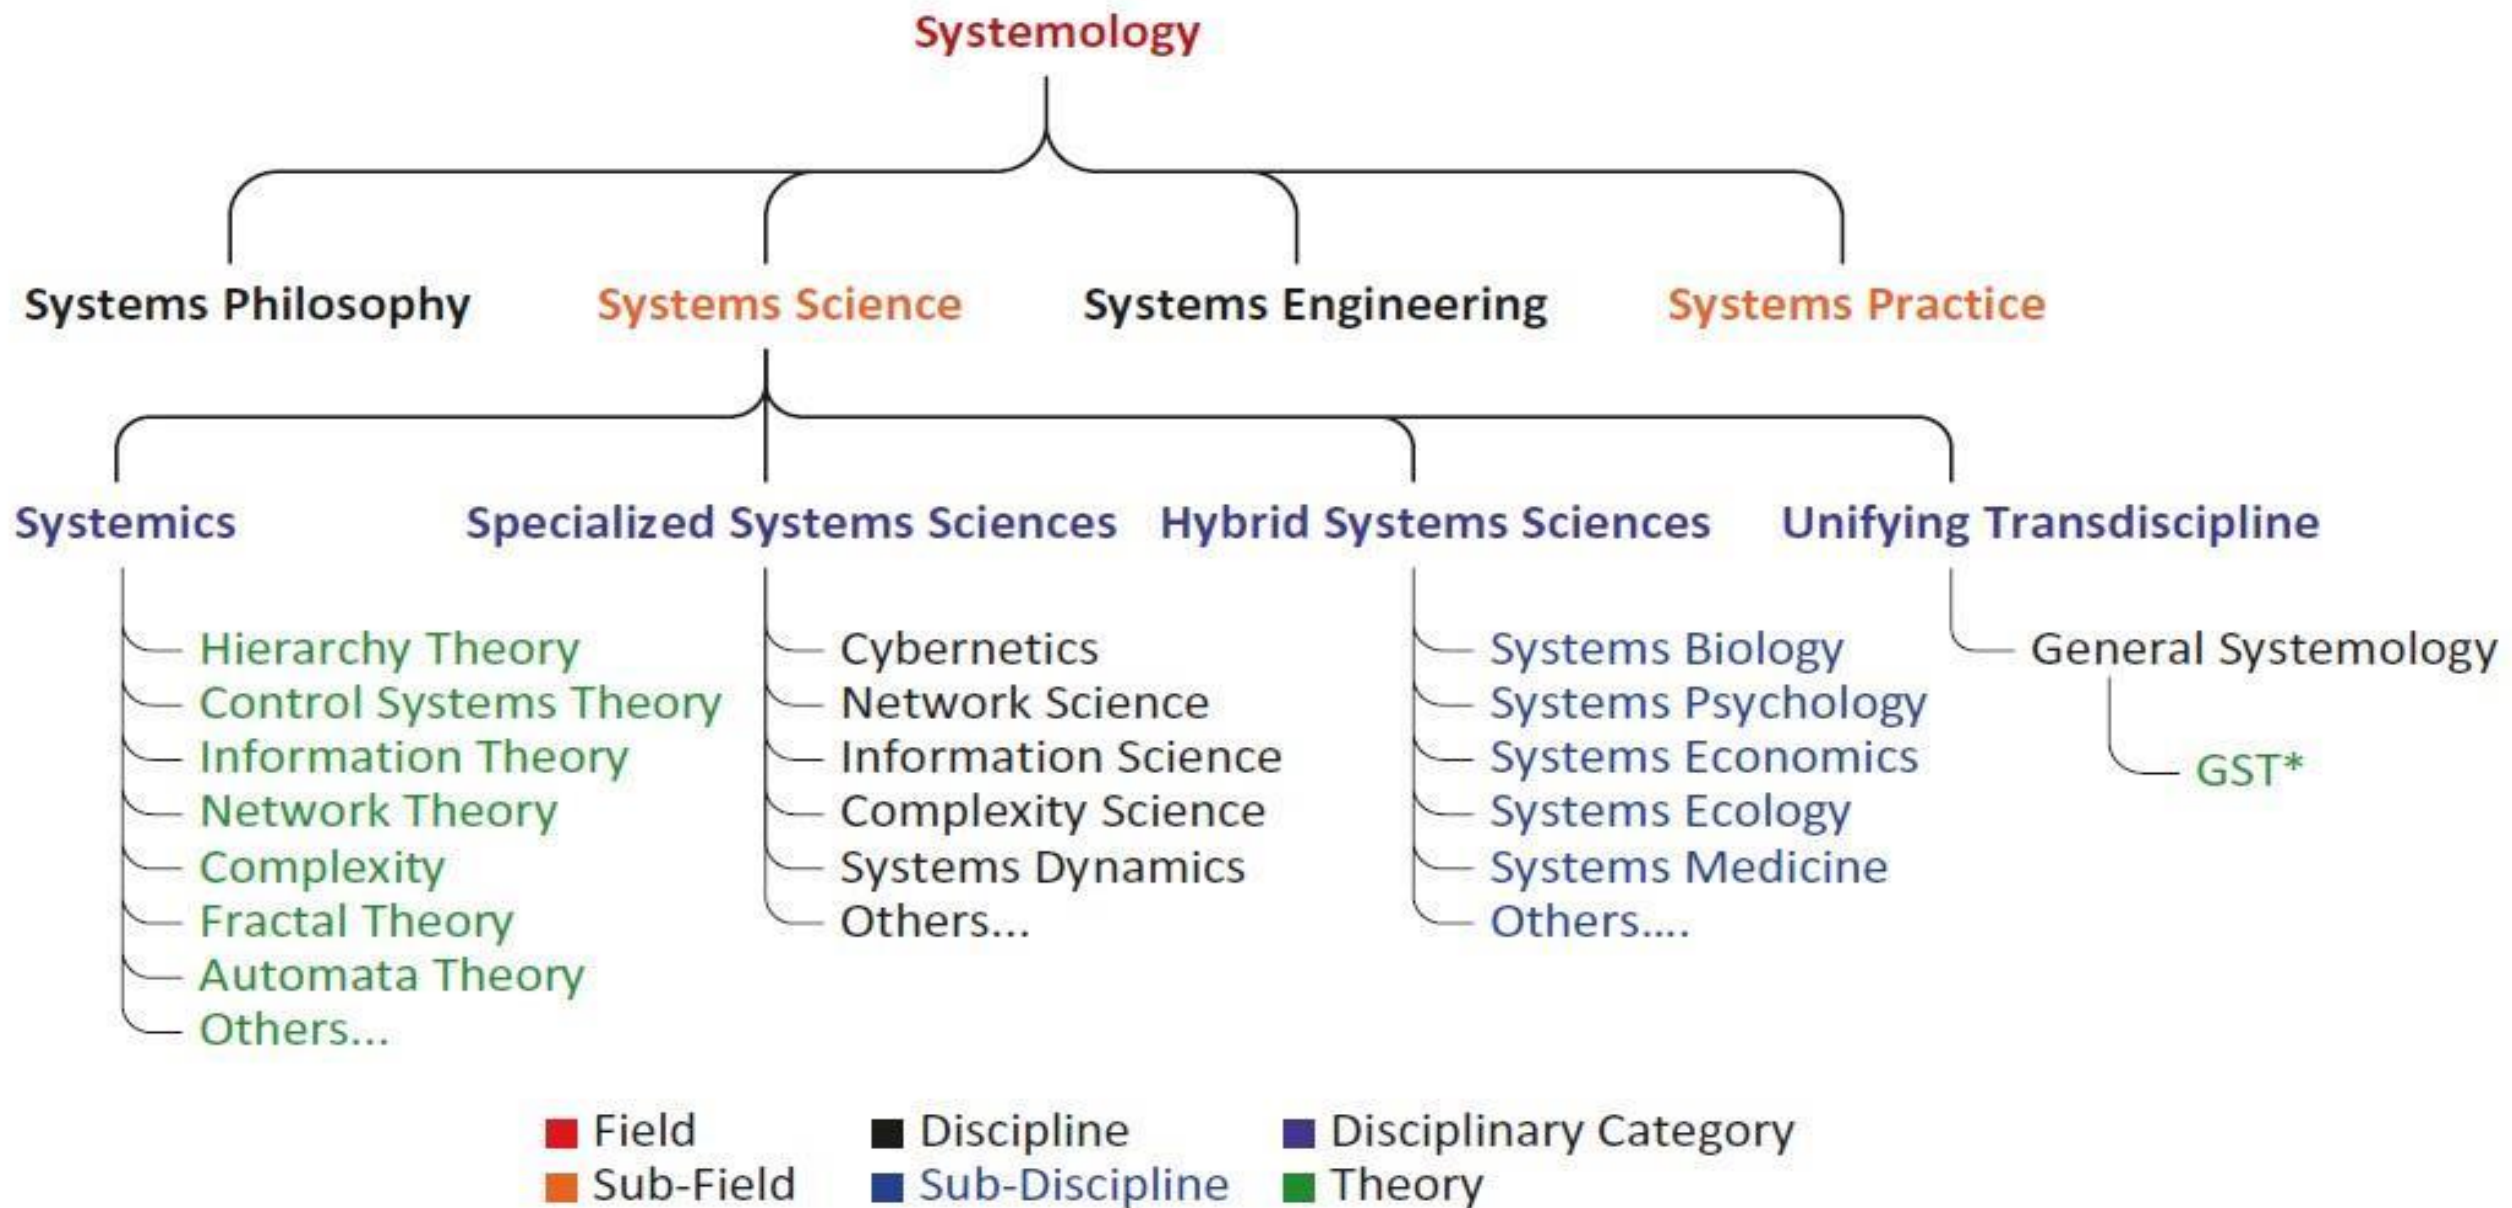 Systemology
Systems Philosophy
Systems Science
Systems Engineering
Systems Practice
Systemics
Specialized Systems Sciences
Hybrid Systems Sciences
Unifying Transdiscipline
Hierarchy Theory
Control Systems Theory
Information Theory
Network Theory
Complexity
Fractal Theory
Automata Theory
Others...
Cybernetics
Network Science
Information Science
Complexity Science
Systems Dynamics
Others...
Systems Biology
Systems Psychology
Systems Economics
Systems Ecology
Systems Medicine
Others....
General Systemology
GST*
Field
Discipline
Disciplinary Category
Sub-Field
Sub-Discipline
Theory